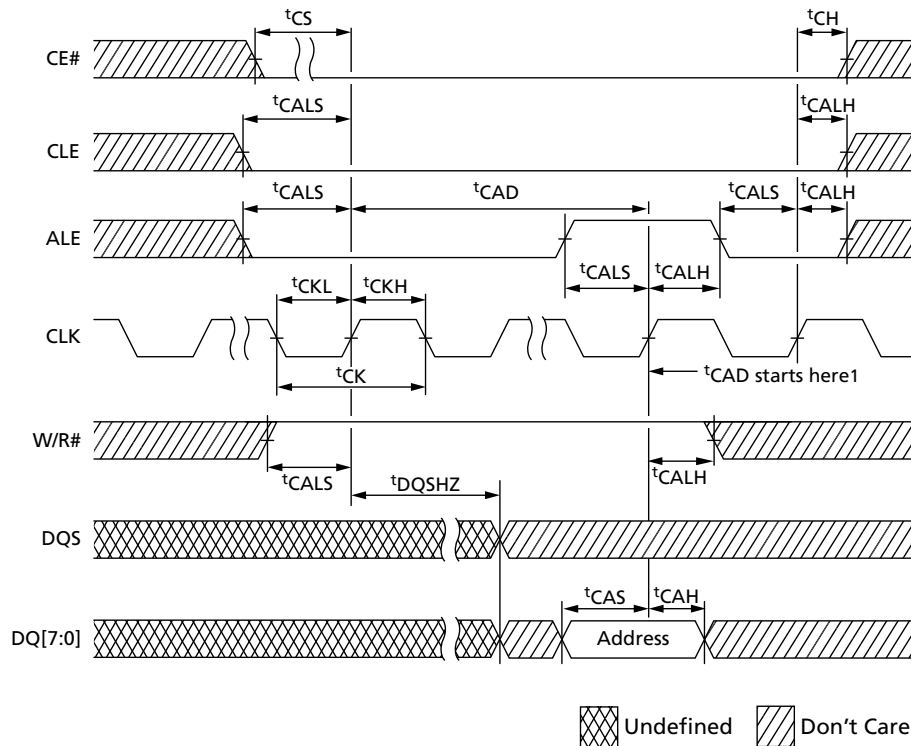 tCS
tCH
CE#
tCALS
tCALH
CLE
tCALS
tCAD
tCALS
tCALH
ALE
tCALS
tCALH
tCKL
tCKH
CLK
tCK
tCAD starts here1
W/R#
tCALS
tCALH
tDQSHZ
DQS
tCAS
tCAH
DQ[7:0]
Address
Undefined
Don't Care